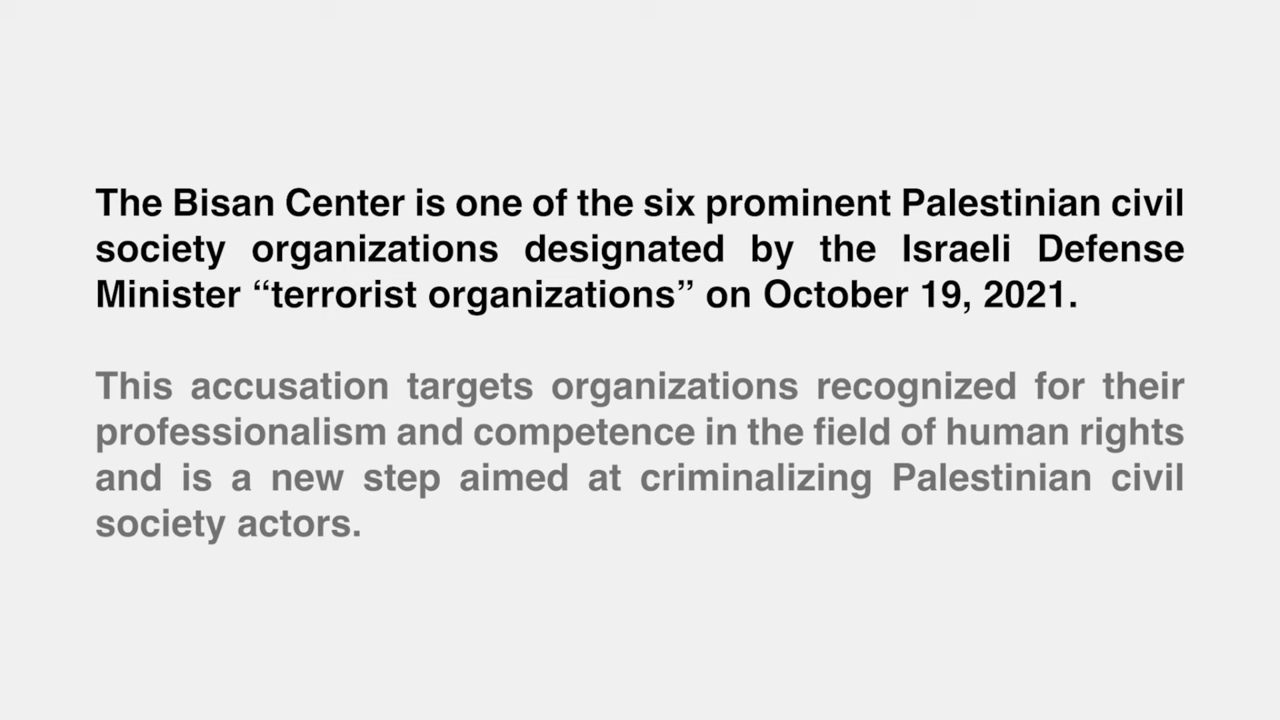 The Bisan Center is one of the six prominent Palestinian civil
society organizations designated by the Israeli Defense
Minister “terrorist organizations” on October 19, 2021.
This accusation targets organizations recognized for their
professionalism and competence in the field of human rights
and is a new step aimed at criminalizing Palestinian civil
society actors.